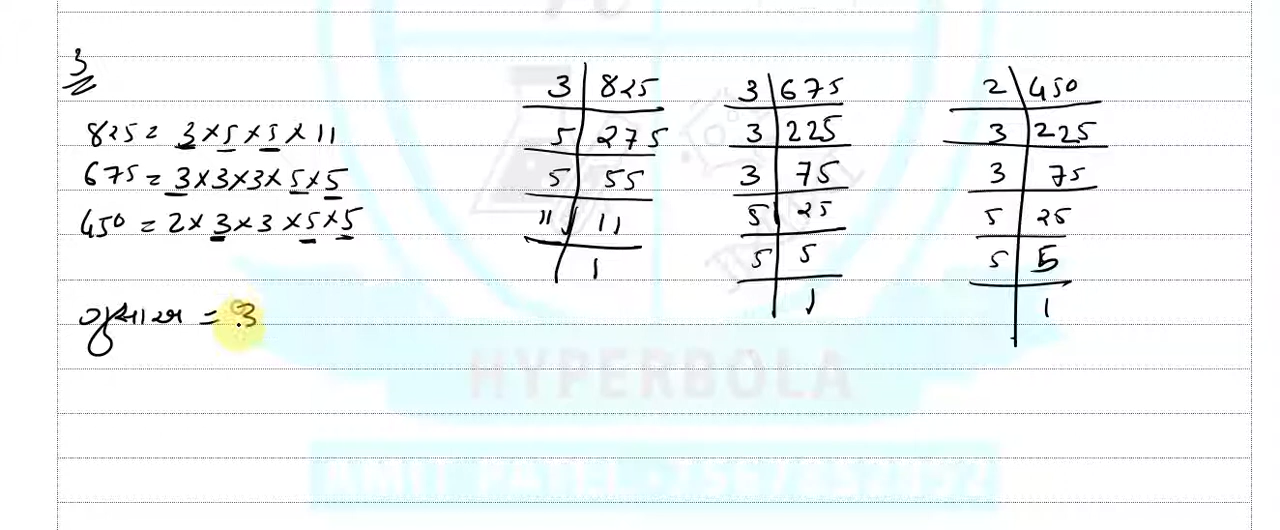 3
825 = 3 × 5 × 5 × 11
675 = 3 × 3 × 3 × 5 × 5
450 = 2 × 3 × 3 × 5 × 5
ગુસાઅ = 3
3 | 825
5 | 275
5 | 55
11 | 11
1
3 | 675
3 | 225
3 | 75
5 | 25
5 | 5
1
2 | 450
3 | 225
3 | 75
5 | 25
5 | 5
1
HYPERBOLA